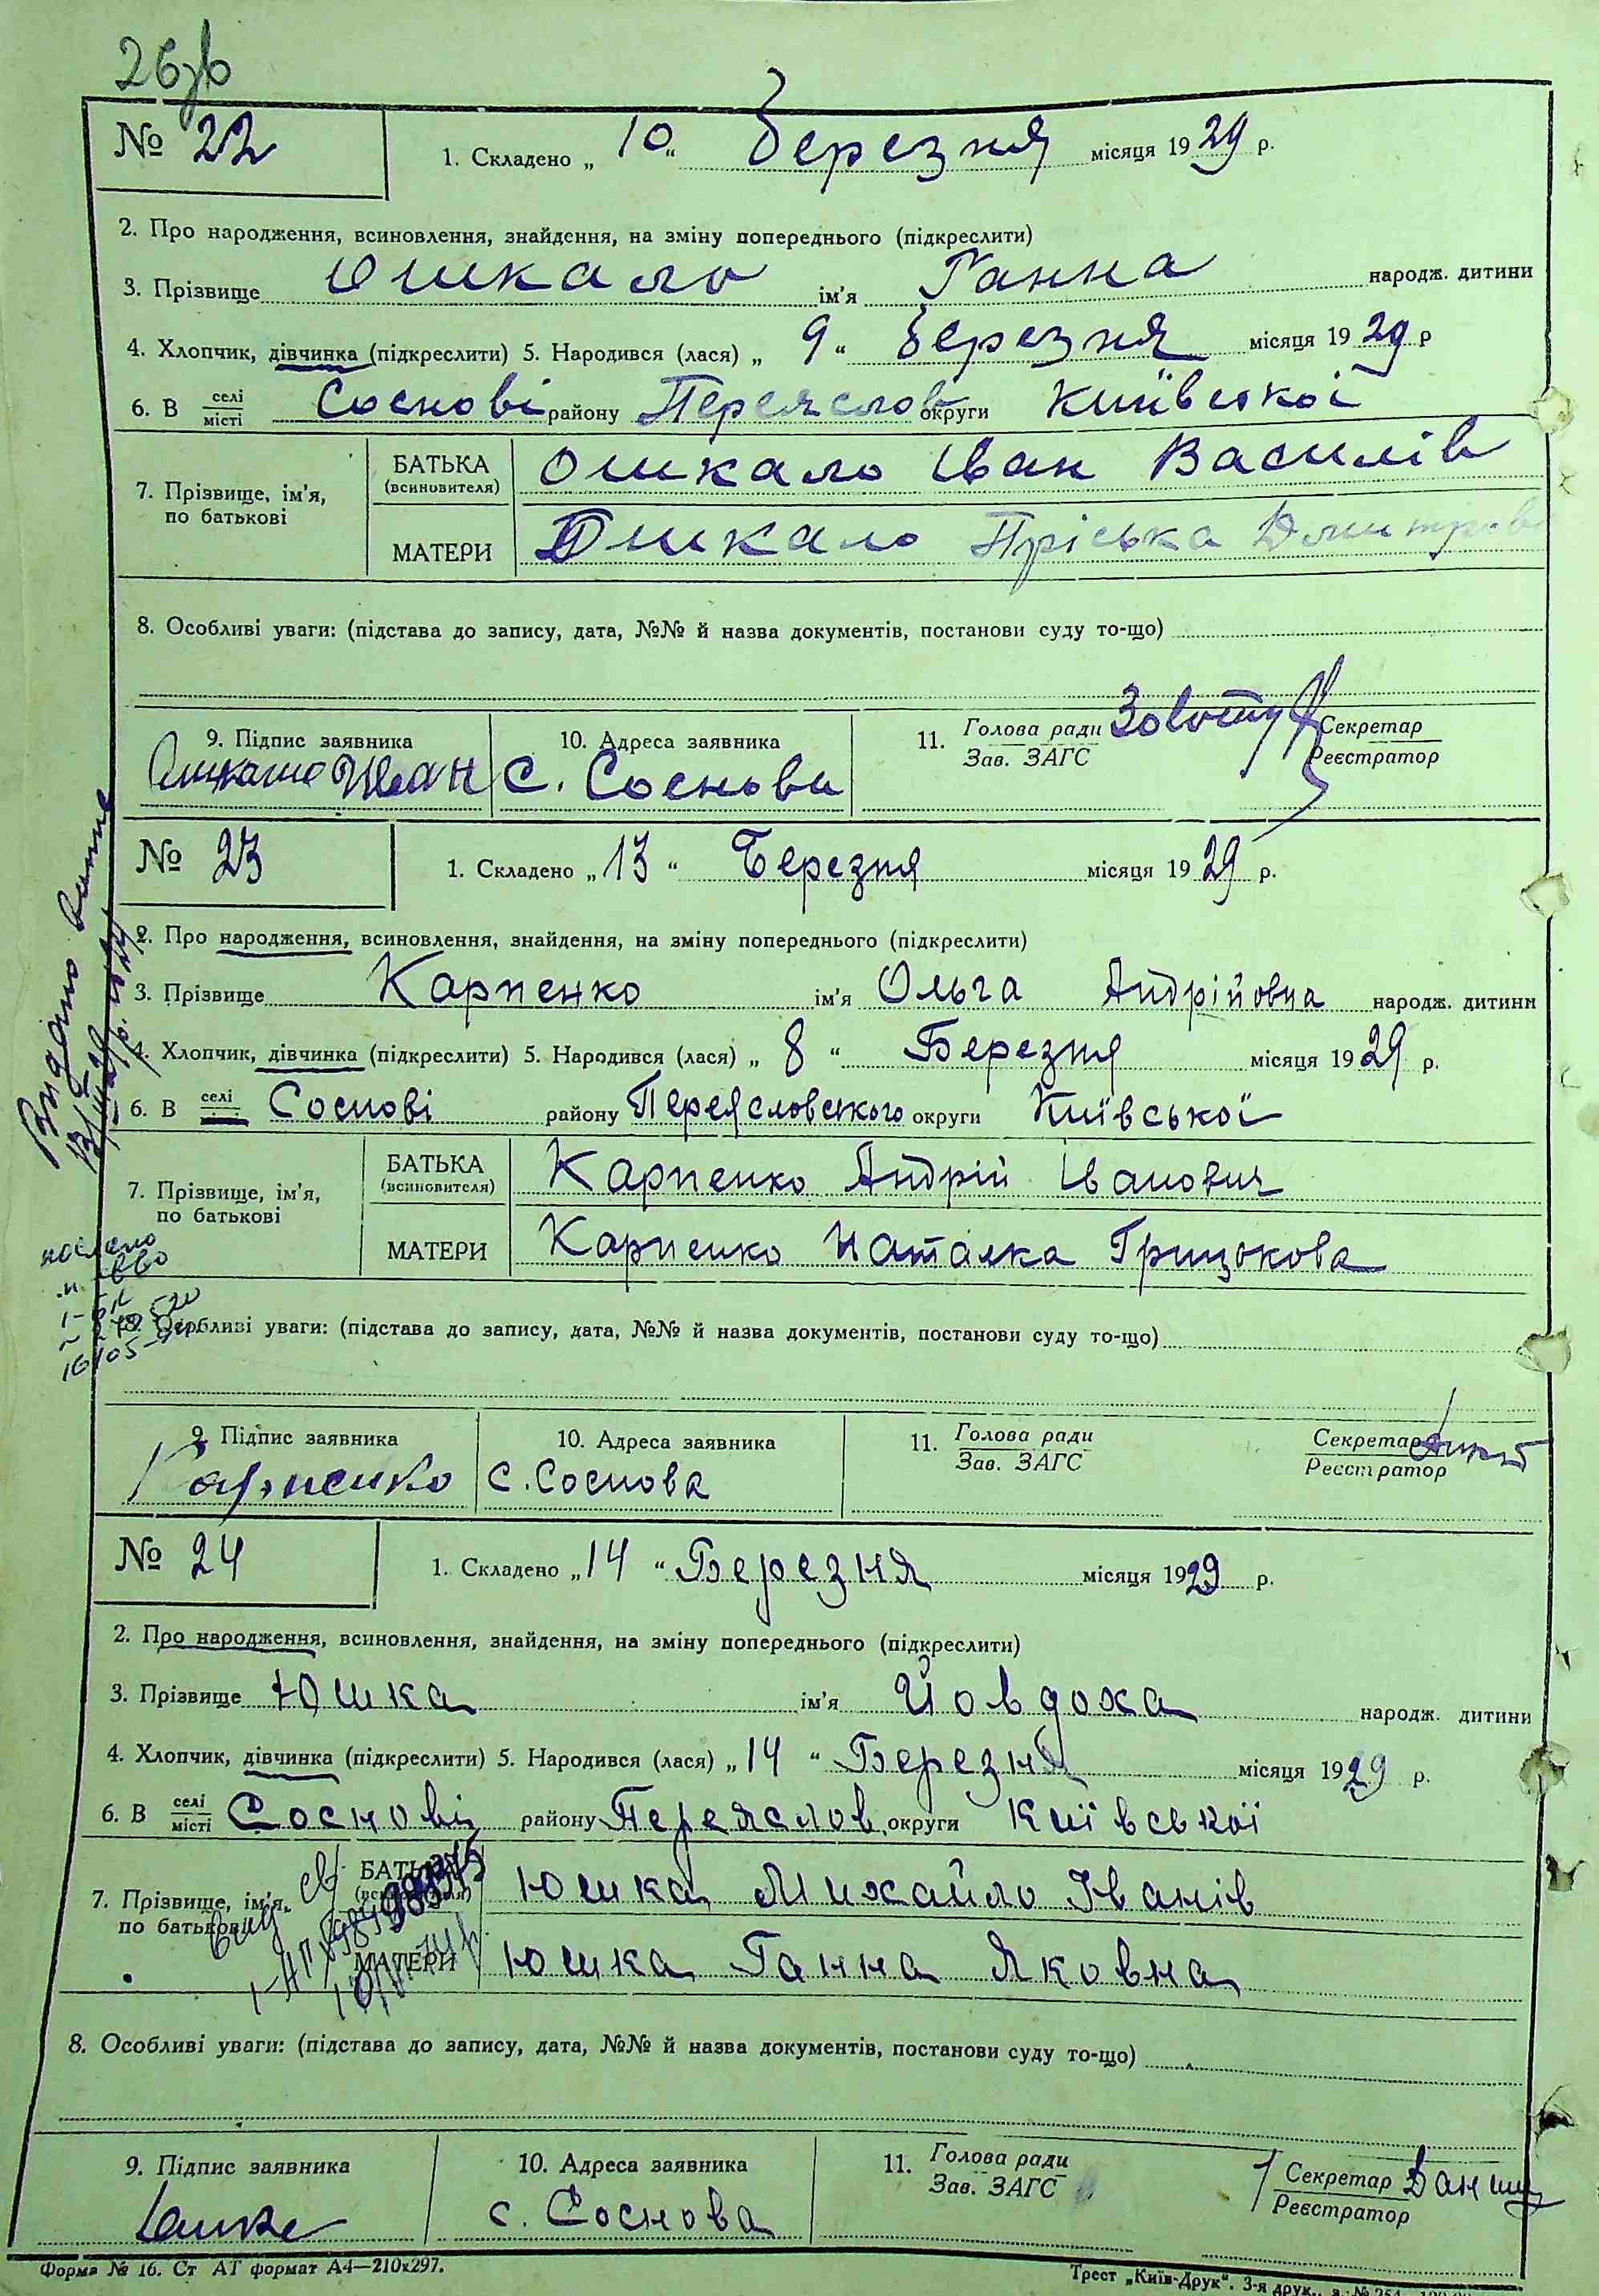 26зв
№ 22
1. Складено „ 10 “ Березня місяця 1929 р.
2. Про народження, всиновлення, знайдення, на зміну попереднього (підкреслити)
3. Прізвище Ошкало ім'я Ганна народж. дитини
4. Хлопчик, дівчинка (підкреслити) 5. Народився (лася) „ 9 “ березня місяця 1929 р
6. В селі місті Соснові району Переяслов округи Київської
7. Прізвище, ім'я, по батькові
БАТЬКА (всиновителя) Ошкало Іван Василів
МАТЕРИ Ошкало Пріська Дмитров
8. Особливі уваги: (підстава до запису, дата, №№ й назва документів, постанови суду то-що)
9. Підпис заявника
Ошкало Иван
10. Адреса заявника
с. Соснова
11. Голова ради Зав. ЗАГС
Секретар Реєстратор
Видано витяг
№ 23
1. Складено „ 13 “ Березня місяця 1929 р.
2. Про народження, всиновлення, знайдення, на зміну попереднього (підкреслити)
3. Прізвище Карпенко ім'я Ольга Андрійовна народж. дитини
4. Хлопчик, дівчинка (підкреслити) 5. Народився (лася) „ 8 “ Березня місяця 1929 р.
6. В селі Соснові району Переясловського округи Київської
7. Прізвище, ім'я, по батькові
БАТЬКА (всиновителя) Карпенко Андрій Іванович
МАТЕРИ Карпенко Наталка Грицькова
8. Особливі уваги: (підстава до запису, дата, №№ й назва документів, постанови суду то-що)
9. Підпис заявника
Карпенко
10. Адреса заявника
с. Соснова
11. Голова ради Зав. ЗАГС
Секретар Реєстратор
№ 24
1. Складено „ 14 “ Березня місяця 1929 р.
2. Про народження, всиновлення, знайдення, на зміну попереднього (підкреслити)
3. Прізвище Юшка ім'я Йовдоха народж. дитини
4. Хлопчик, дівчинка (підкреслити) 5. Народився (лася) „ 14 “ Березня місяця 1929 р.
6. В селі місті Соснові району Переяслов. округи Київської
7. Прізвище, ім'я, по батькові
БАТЬКА (всиновителя) Юшка Михайло Іванів
МАТЕРИ Юшка Ганна Яковна
8. Особливі уваги: (підстава до запису, дата, №№ й назва документів, постанови суду то-що)
9. Підпис заявника
10. Адреса заявника
с. Соснова
11. Голова ради Зав. ЗАГС
Секретар Реєстратор
Форма № 16. Ст АТ формат А4—210х297.
Трест „Київ-Друк“. 3-я друк.